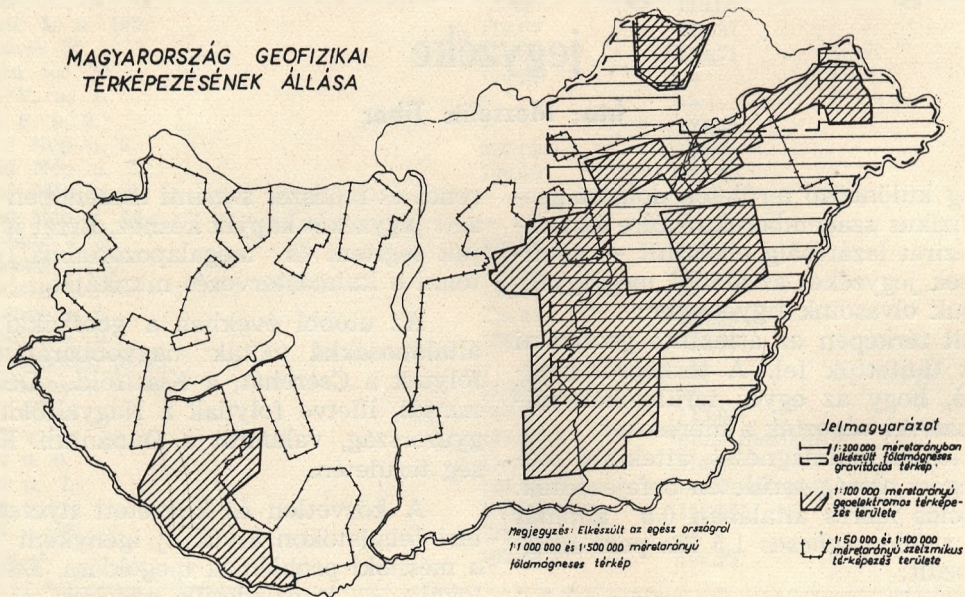 MAGYARORSZÁG GEOFIZIKAI
TÉRKÉPEZÉSÉNEK ÁLLÁSA
Jelmagyarázat
1:200 000 méretarányban
elkészült földmágneses
gravitációs térkép
1:100 000 méretarányú
geoelektromos térképe-
zés területe
1:50 000 és 1:100 000
méretarányú szeizmikus
térképezés területe
Megjegyzés: Elkészült az egész országról
1:1 000 000 és 1:500 000 méretarányú
földmágneses térkép